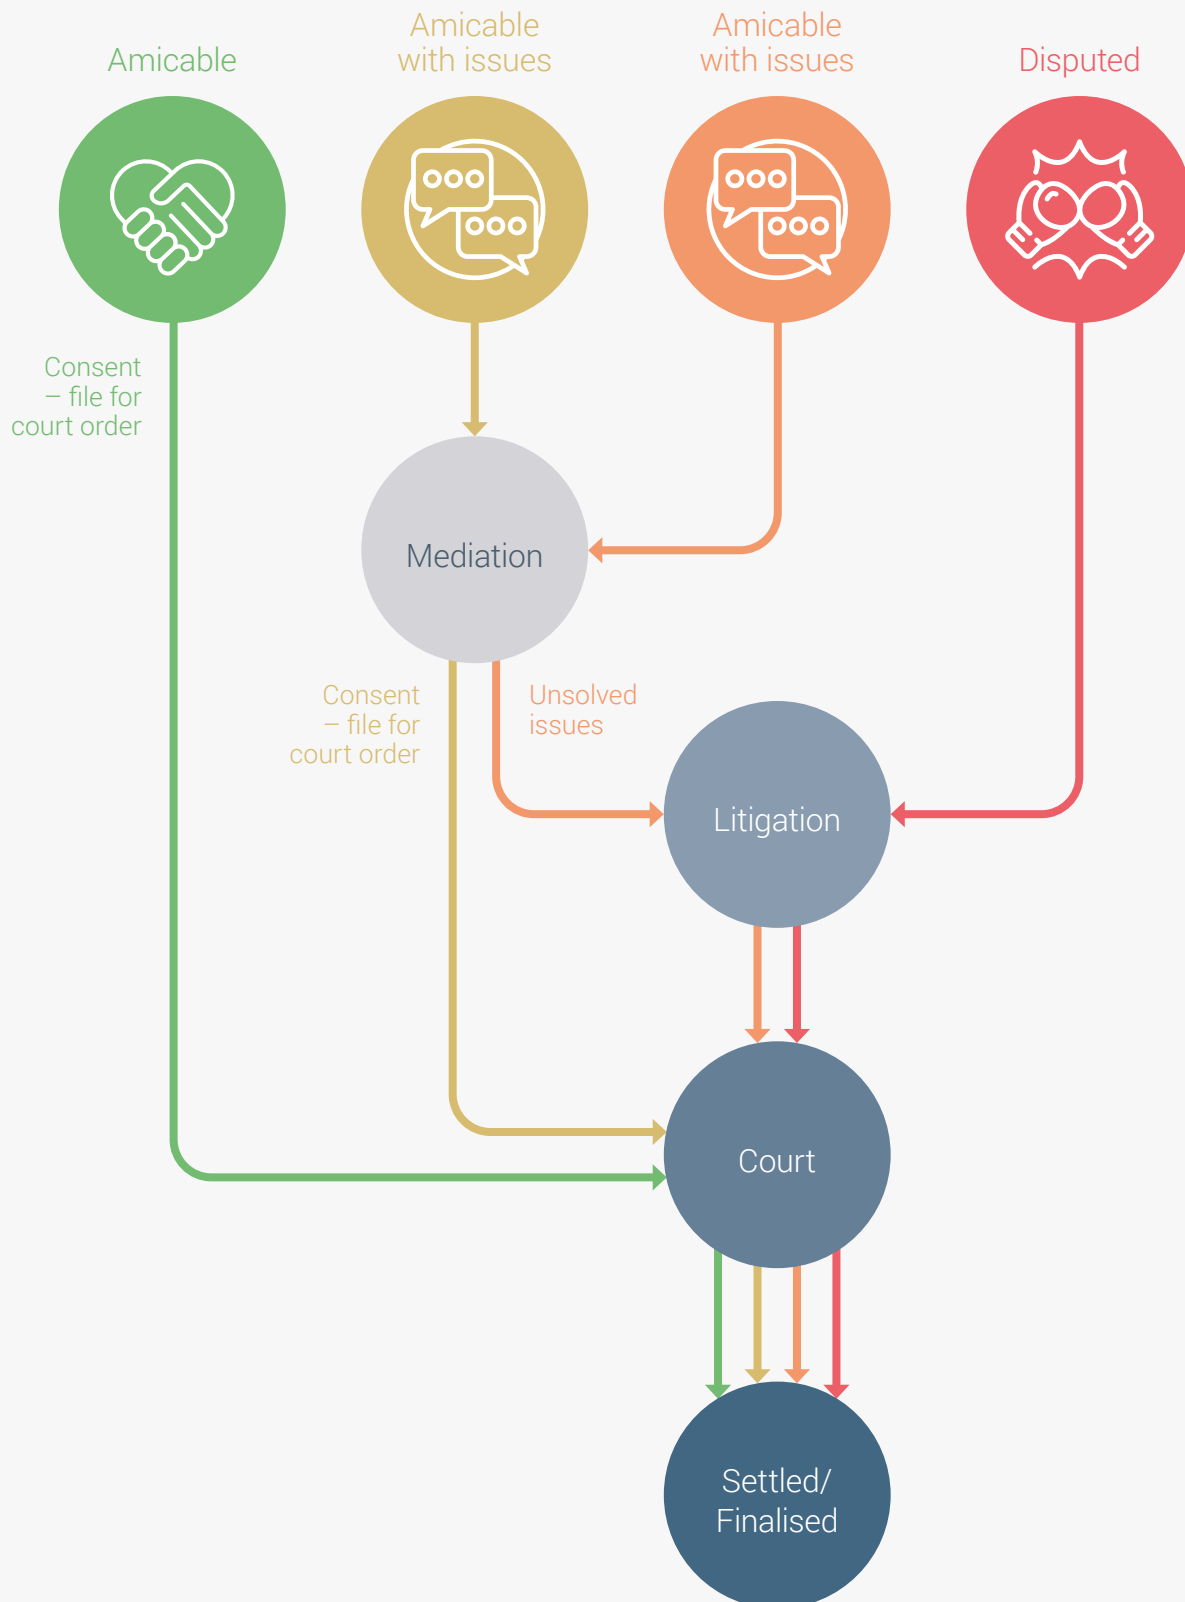 Amicable
Amicable
with issues
Amicable
with issues
Disputed
Consent
– file for
court order
Mediation
Consent
– file for
court order
Unsolved
issues
Litigation
Court
Settled/
Finalised